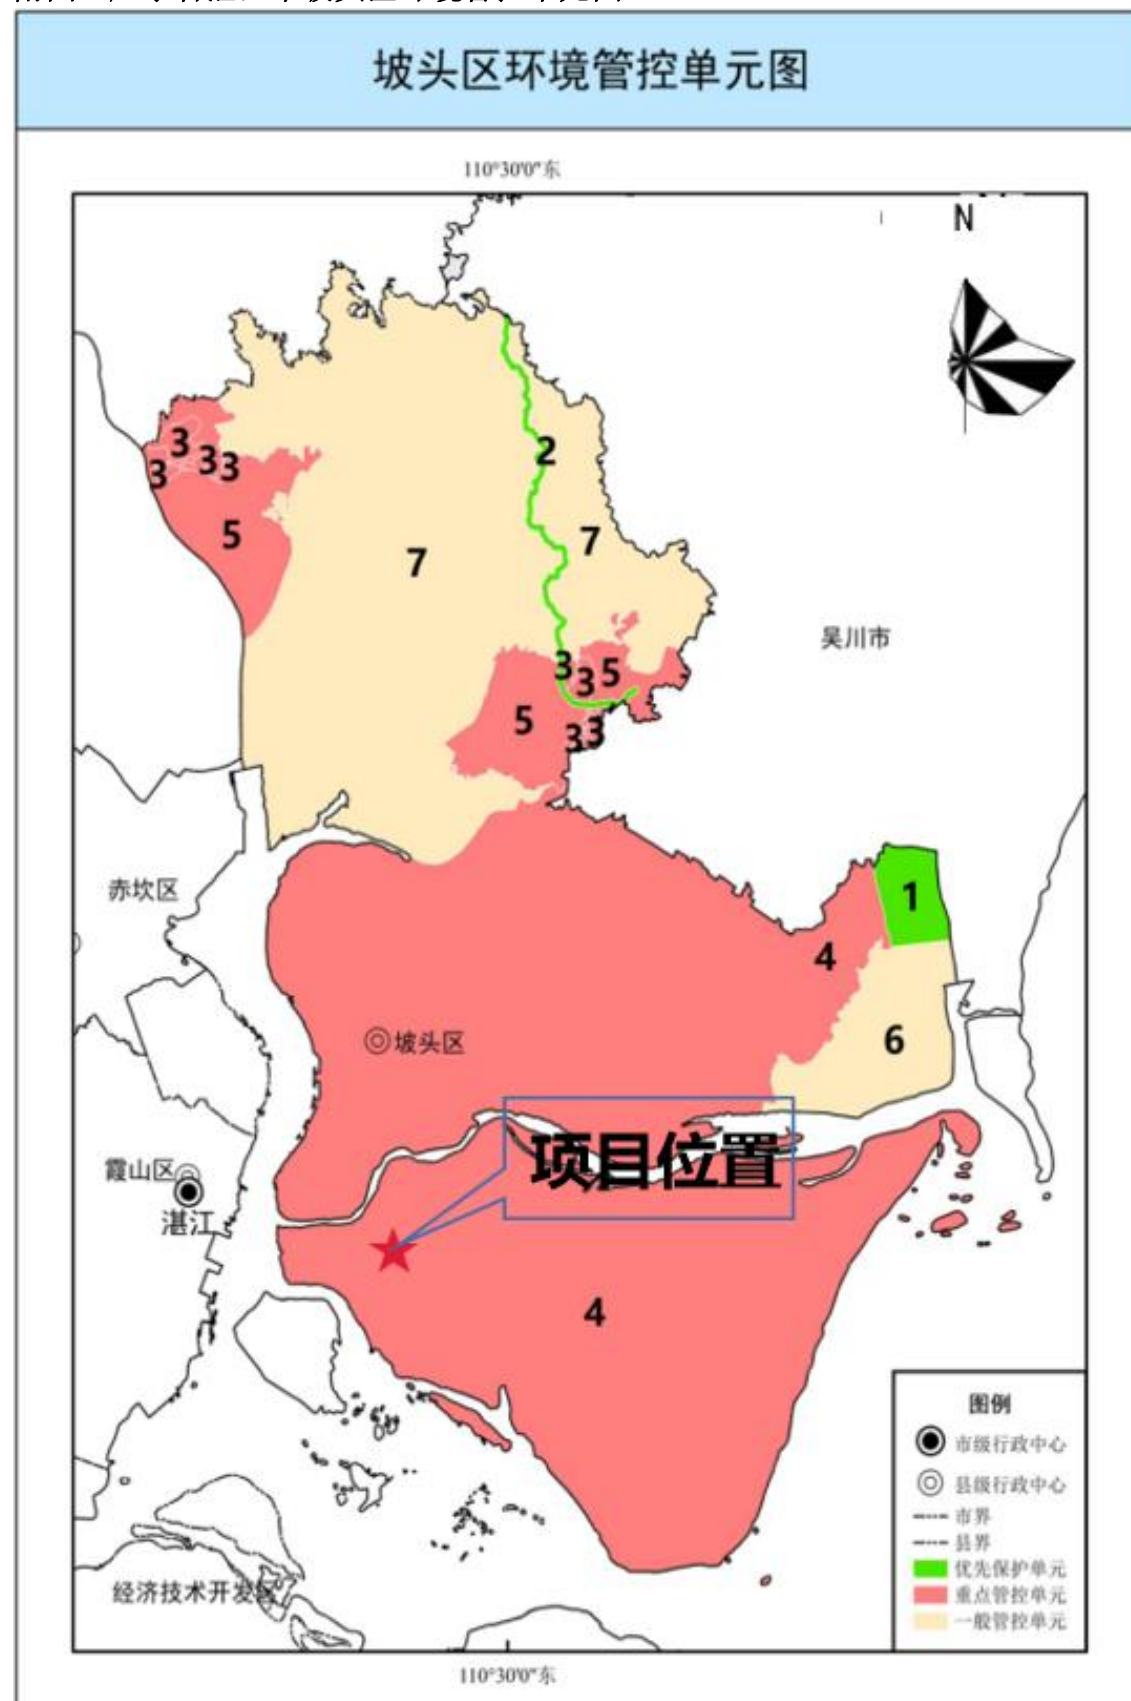 坡头区环境管控单元图
110°30'0"东
N
3
3
3
3
2
5
7
7
吴川市
3
3
5
5
3
3
赤坎区
1
4
6
坡头区
项目位置
霞山区
湛江
4
图例
市级行政中心
县级行政中心
市界
县界
优先保护单元
重点管控单元
一般管控单元
经济技术开发区
110°30'0"东